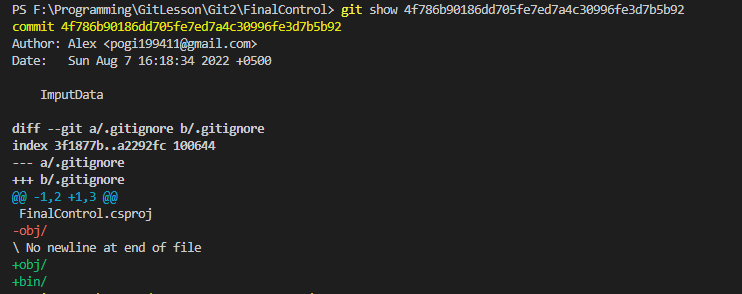 PS F:\Programming\GitLesson\Git2\FinalControl> git show 4f786b90186dd705fe7ed7a4c30996fe3d7b5b92
commit 4f786b90186dd705fe7ed7a4c30996fe3d7b5b92
Author: Alex <pogi199411@gmail.com>
Date:   Sun Aug 7 16:18:34 2022 +0500
    ImputData
diff --git a/.gitignore b/.gitignore
index 3f1877b..a2292fc 100644
--- a/.gitignore
+++ b/.gitignore
@@ -1,2 +1,3 @@
 FinalControl.csproj
-obj/
\ No newline at end of file
+obj/
+bin/